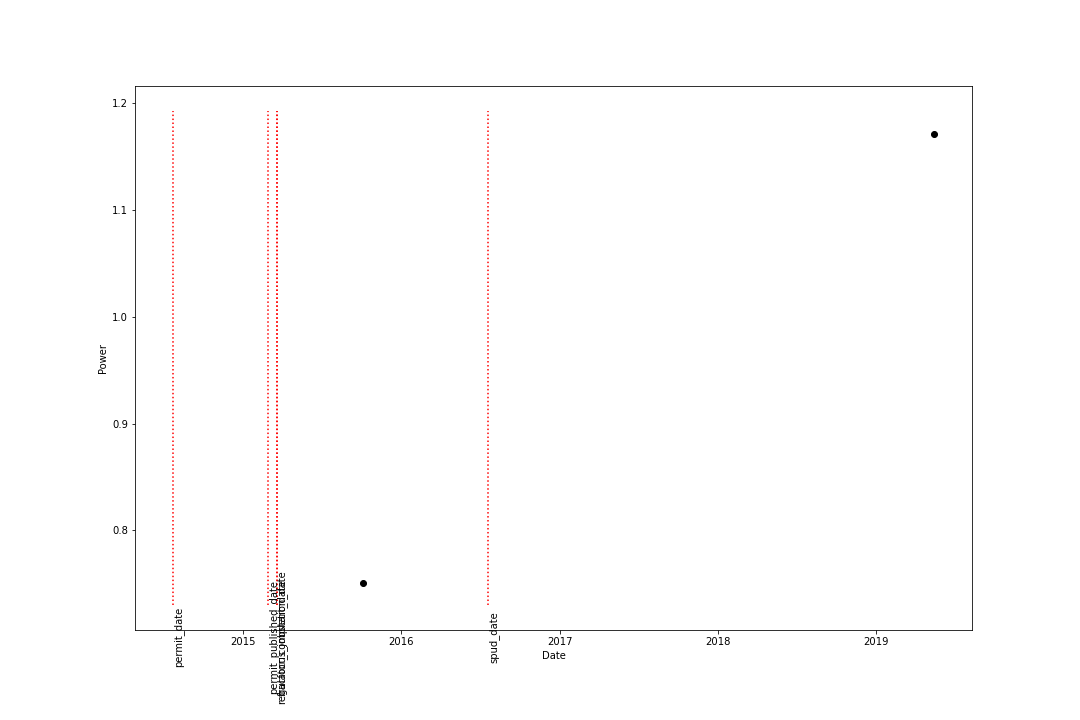 1.2
1.1
1.0
0.9
0.8
Power
permit_date
permit_published_date
spud_date
2015
2016
2017
2018
2019
Date